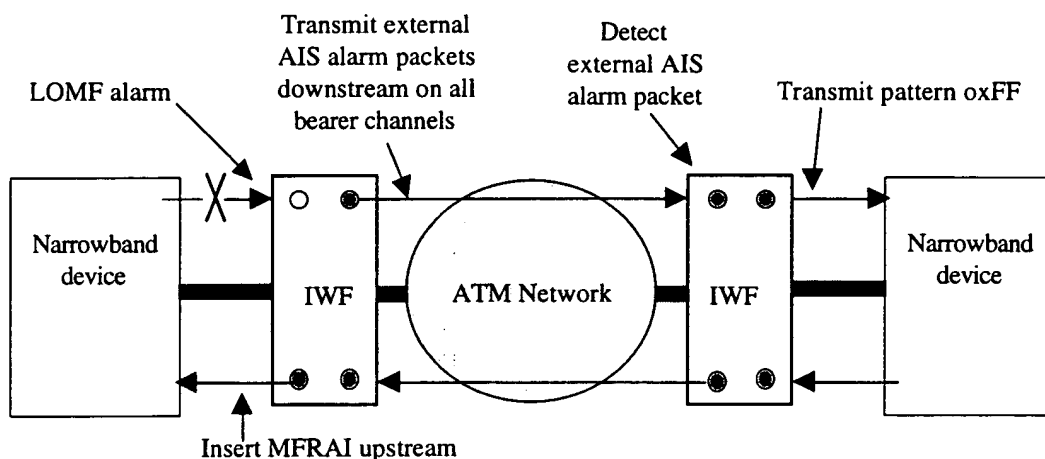 Transmit external
AIS alarm packets
downstream on all
bearer channels
Detect
external AIS
alarm packet
LOMF alarm
Transmit pattern oxFF
Narrowband
device
IWF
ATM Network
IWF
Narrowband
device
Insert MFRAI upstream